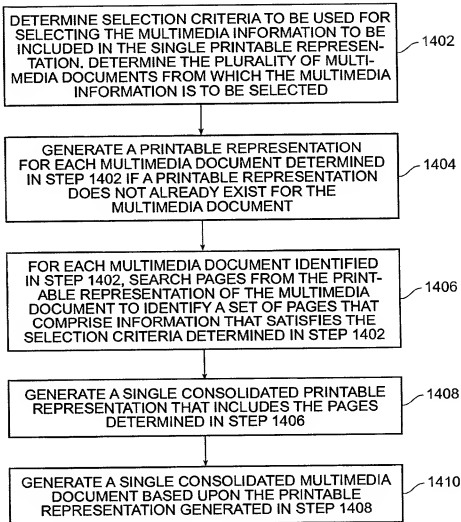 DETERMINE SELECTION CRITERIA TO BE USED FOR
SELECTING THE MULTIMEDIA INFORMATION TO BE
INCLUDED IN THE SINGLE PRINTABLE REPRESEN-
TATION. DETERMINE THE PLURALITY OF MULTI-
MEDIA DOCUMENTS FROM WHICH THE MULTIMEDIA
INFORMATION IS TO BE SELECTED
1402
GENERATE A PRINTABLE REPRESENTATION
FOR EACH MULTIMEDIA DOCUMENT DETERMINED
IN STEP 1402 IF A PRINTABLE REPRESENTATION
DOES NOT ALREADY EXIST FOR THE
MULTIMEDIA DOCUMENT
1404
FOR EACH MULTIMEDIA DOCUMENT IDENTIFIED
IN STEP 1402, SEARCH PAGES FROM THE PRINT-
ABLE REPRESENTATION OF THE MULTIMEDIA
DOCUMENT TO IDENTIFY A SET OF PAGES THAT
COMPRISE INFORMATION THAT SATISFIES THE
SELECTION CRITERIA DETERMINED IN STEP 1402
1406
GENERATE A SINGLE CONSOLIDATED PRINTABLE
REPRESENTATION THAT INCLUDES THE PAGES
DETERMINED IN STEP 1406
1408
GENERATE A SINGLE CONSOLIDATED MULTIMEDIA
DOCUMENT BASED UPON THE PRINTABLE
REPRESENTATION GENERATED IN STEP 1408
1410